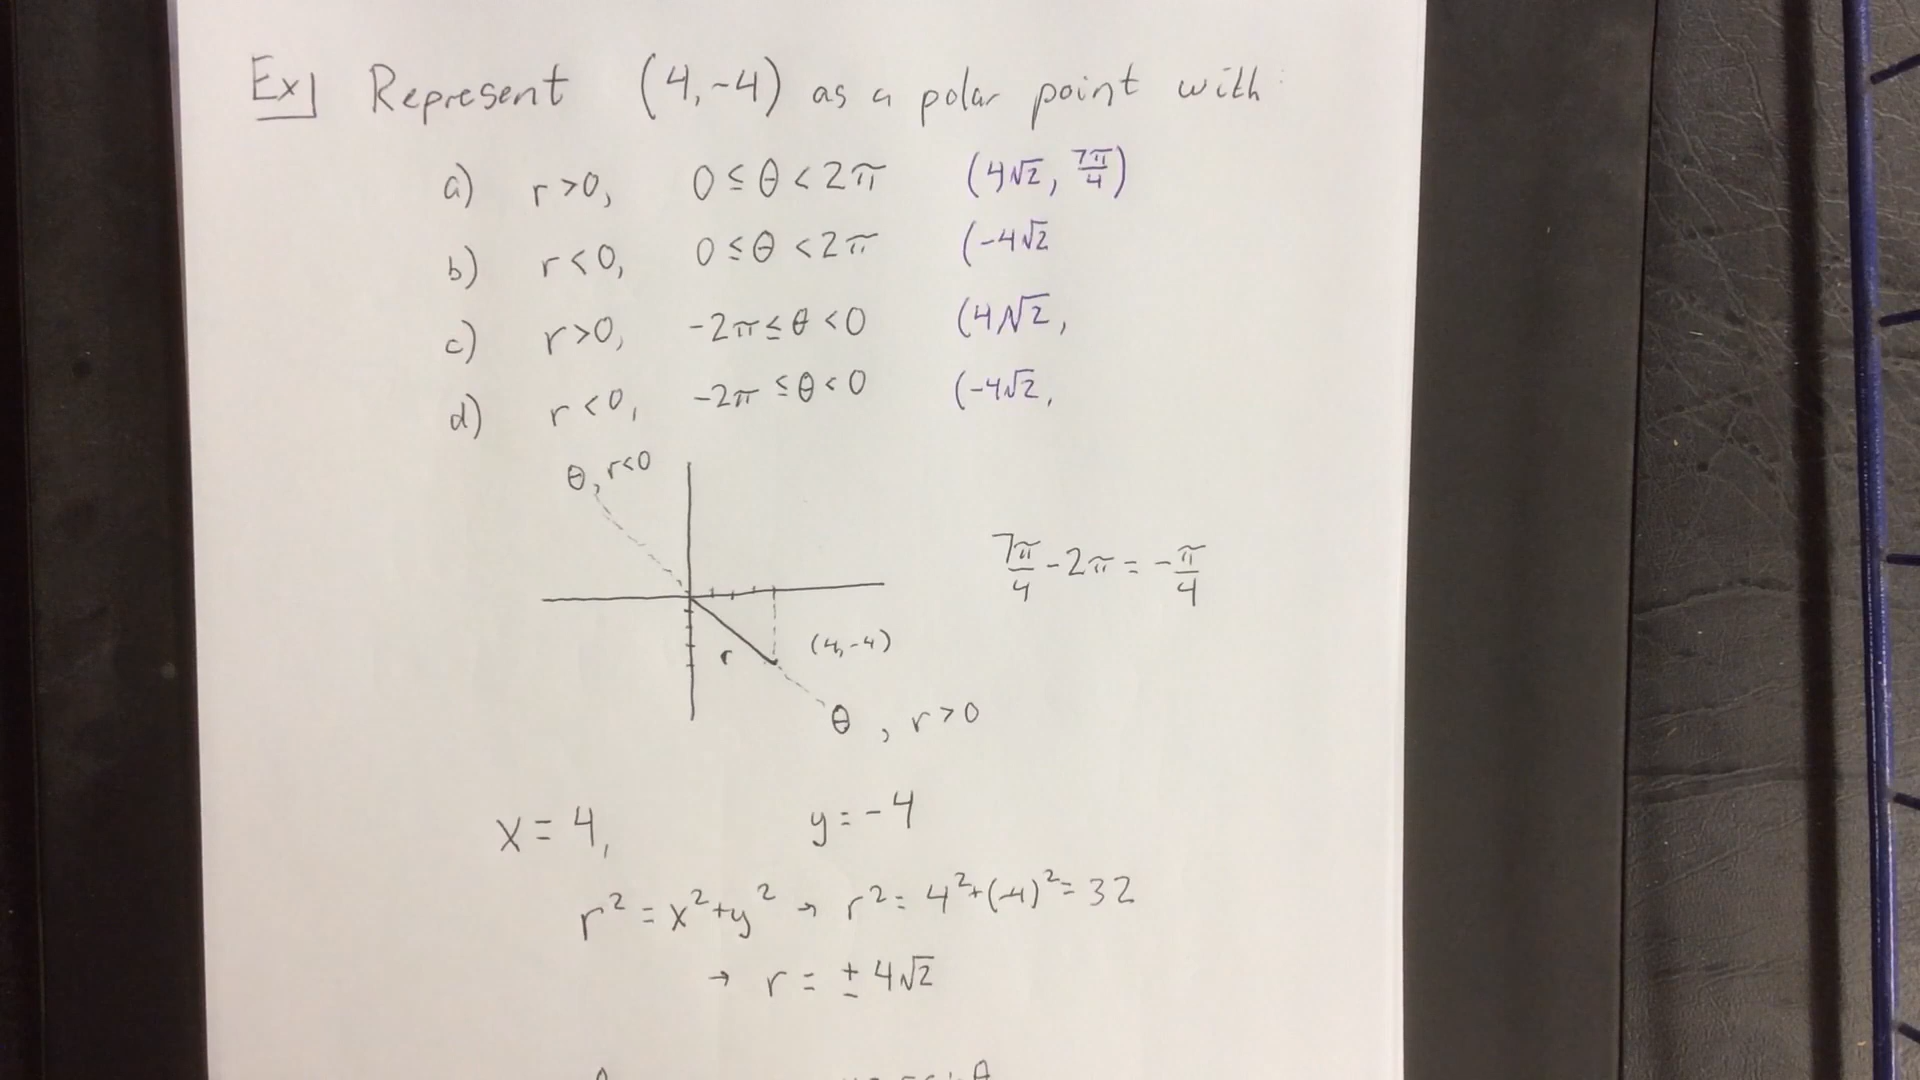 Ex] Represent (4,-4) as a polar point with:
a) r>0, 0≤θ<2π (4√2, 7π/4)
b) r<0, 0≤θ<2π (-4√2
c) r>0, -2π≤θ<0 (4√2,
d) r<0, -2π≤θ<0 (-4√2,
θ, r<0
7π/4 - 2π = -π/4
(4,-4)
r
θ, r>0
x=4, y=-4
r²=x²+y² → r²=4²+(-4)²=32
→ r=±4√2